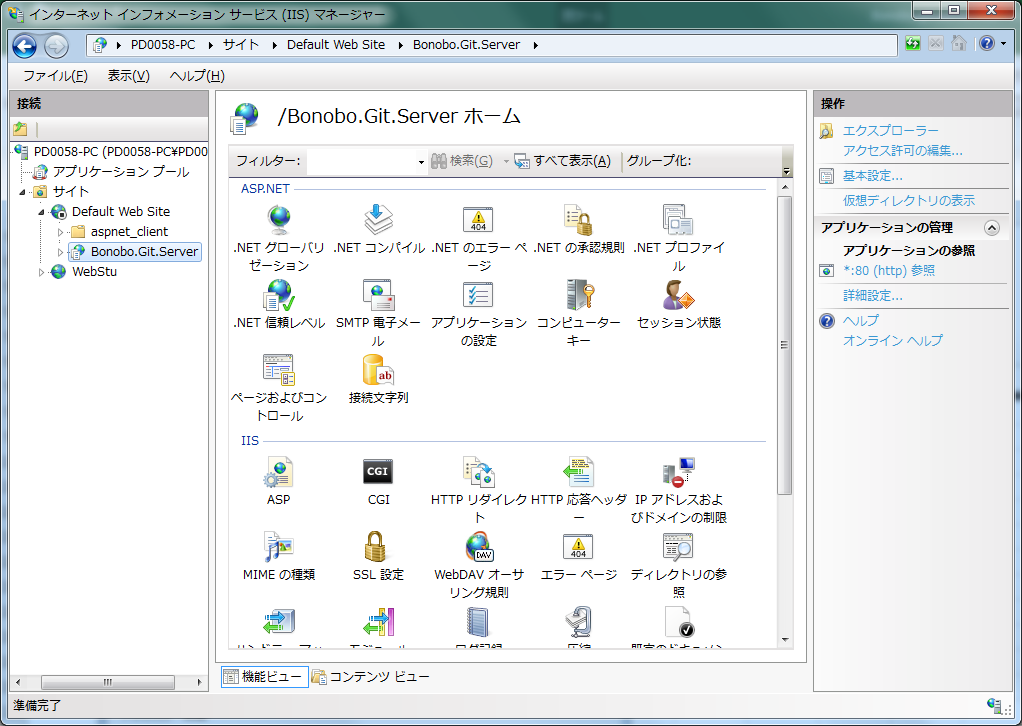 インターネット インフォメーション サービス (IIS) マネージャー
PD0058-PC サイト Default Web Site Bonobo.Git.Server
ファイル(F) 表示(V) ヘルプ(H)
接続
PD0058-PC (PD0058-PC¥PD00
アプリケーション プール
サイト
Default Web Site
aspnet_client
Bonobo.Git.Server
WebStu
/Bonobo.Git.Server ホーム
フィルター: 検索(G) すべて表示(A) グループ化:
ASP.NET
.NET グローバリ
ゼーション
.NET コンパイル
.NET のエラー ペ
ージ
.NET の承認規則
.NET プロファイ
ル
.NET 信頼レベル
SMTP 電子メー
ル
アプリケーション
の設定
コンピューター
キー
セッション状態
ページおよびコン
トロール
接続文字列
IIS
ASP
CGI
CGI
HTTP リダイレク
ト
HTTP 応答ヘッダ
ー
IP アドレスおよ
びドメインの制限
MIME の種類
SSL 設定
WebDAV オーサ
リング規則
エラー ページ
ディレクトリの参
照
404
404
DAV
ab
機能ビュー コンテンツ ビュー
操作
エクスプローラー
アクセス許可の編集...
基本設定...
仮想ディレクトリの表示
アプリケーションの管理
アプリケーションの参照
*:80 (http) 参照
詳細設定...
ヘルプ
オンライン ヘルプ
準備完了